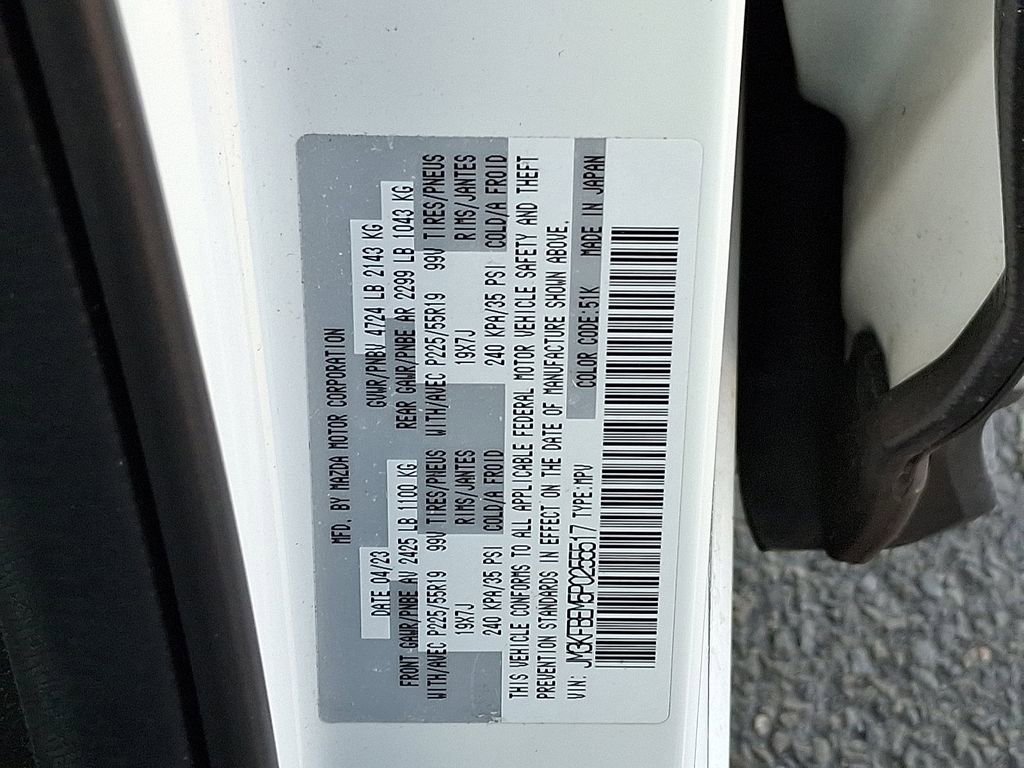 MFD. BY MAZDA MOTOR CORPORATION
DATE 04/23 GVWR/PNBV 4724 LB 2143 KG
FRONT GAWR/PNBE AV 2425 LB 1100 KG REAR GAWR/PNBE AR 2299 LB 1043 KG
WITH/AVEC P225/55R19 99V TIRES/PNEUS WITH/AVEC P225/55R19 99V TIRES/PNEUS
19X7J RIMS/JANTES 19X7J RIMS/JANTES
240 KPA/35 PSI COLD/A FROID 240 KPA/35 PSI COLD/A FROID
THIS VEHICLE CONFORMS TO ALL APPLICABLE FEDERAL MOTOR VEHICLE SAFETY AND THEFT
PREVENTION STANDARDS IN EFFECT ON THE DATE OF MANUFACTURE SHOWN ABOVE.
VIN: JM3KFBEM5P0255517 TYPE:MPV COLOR CODE:51K MADE IN JAPAN